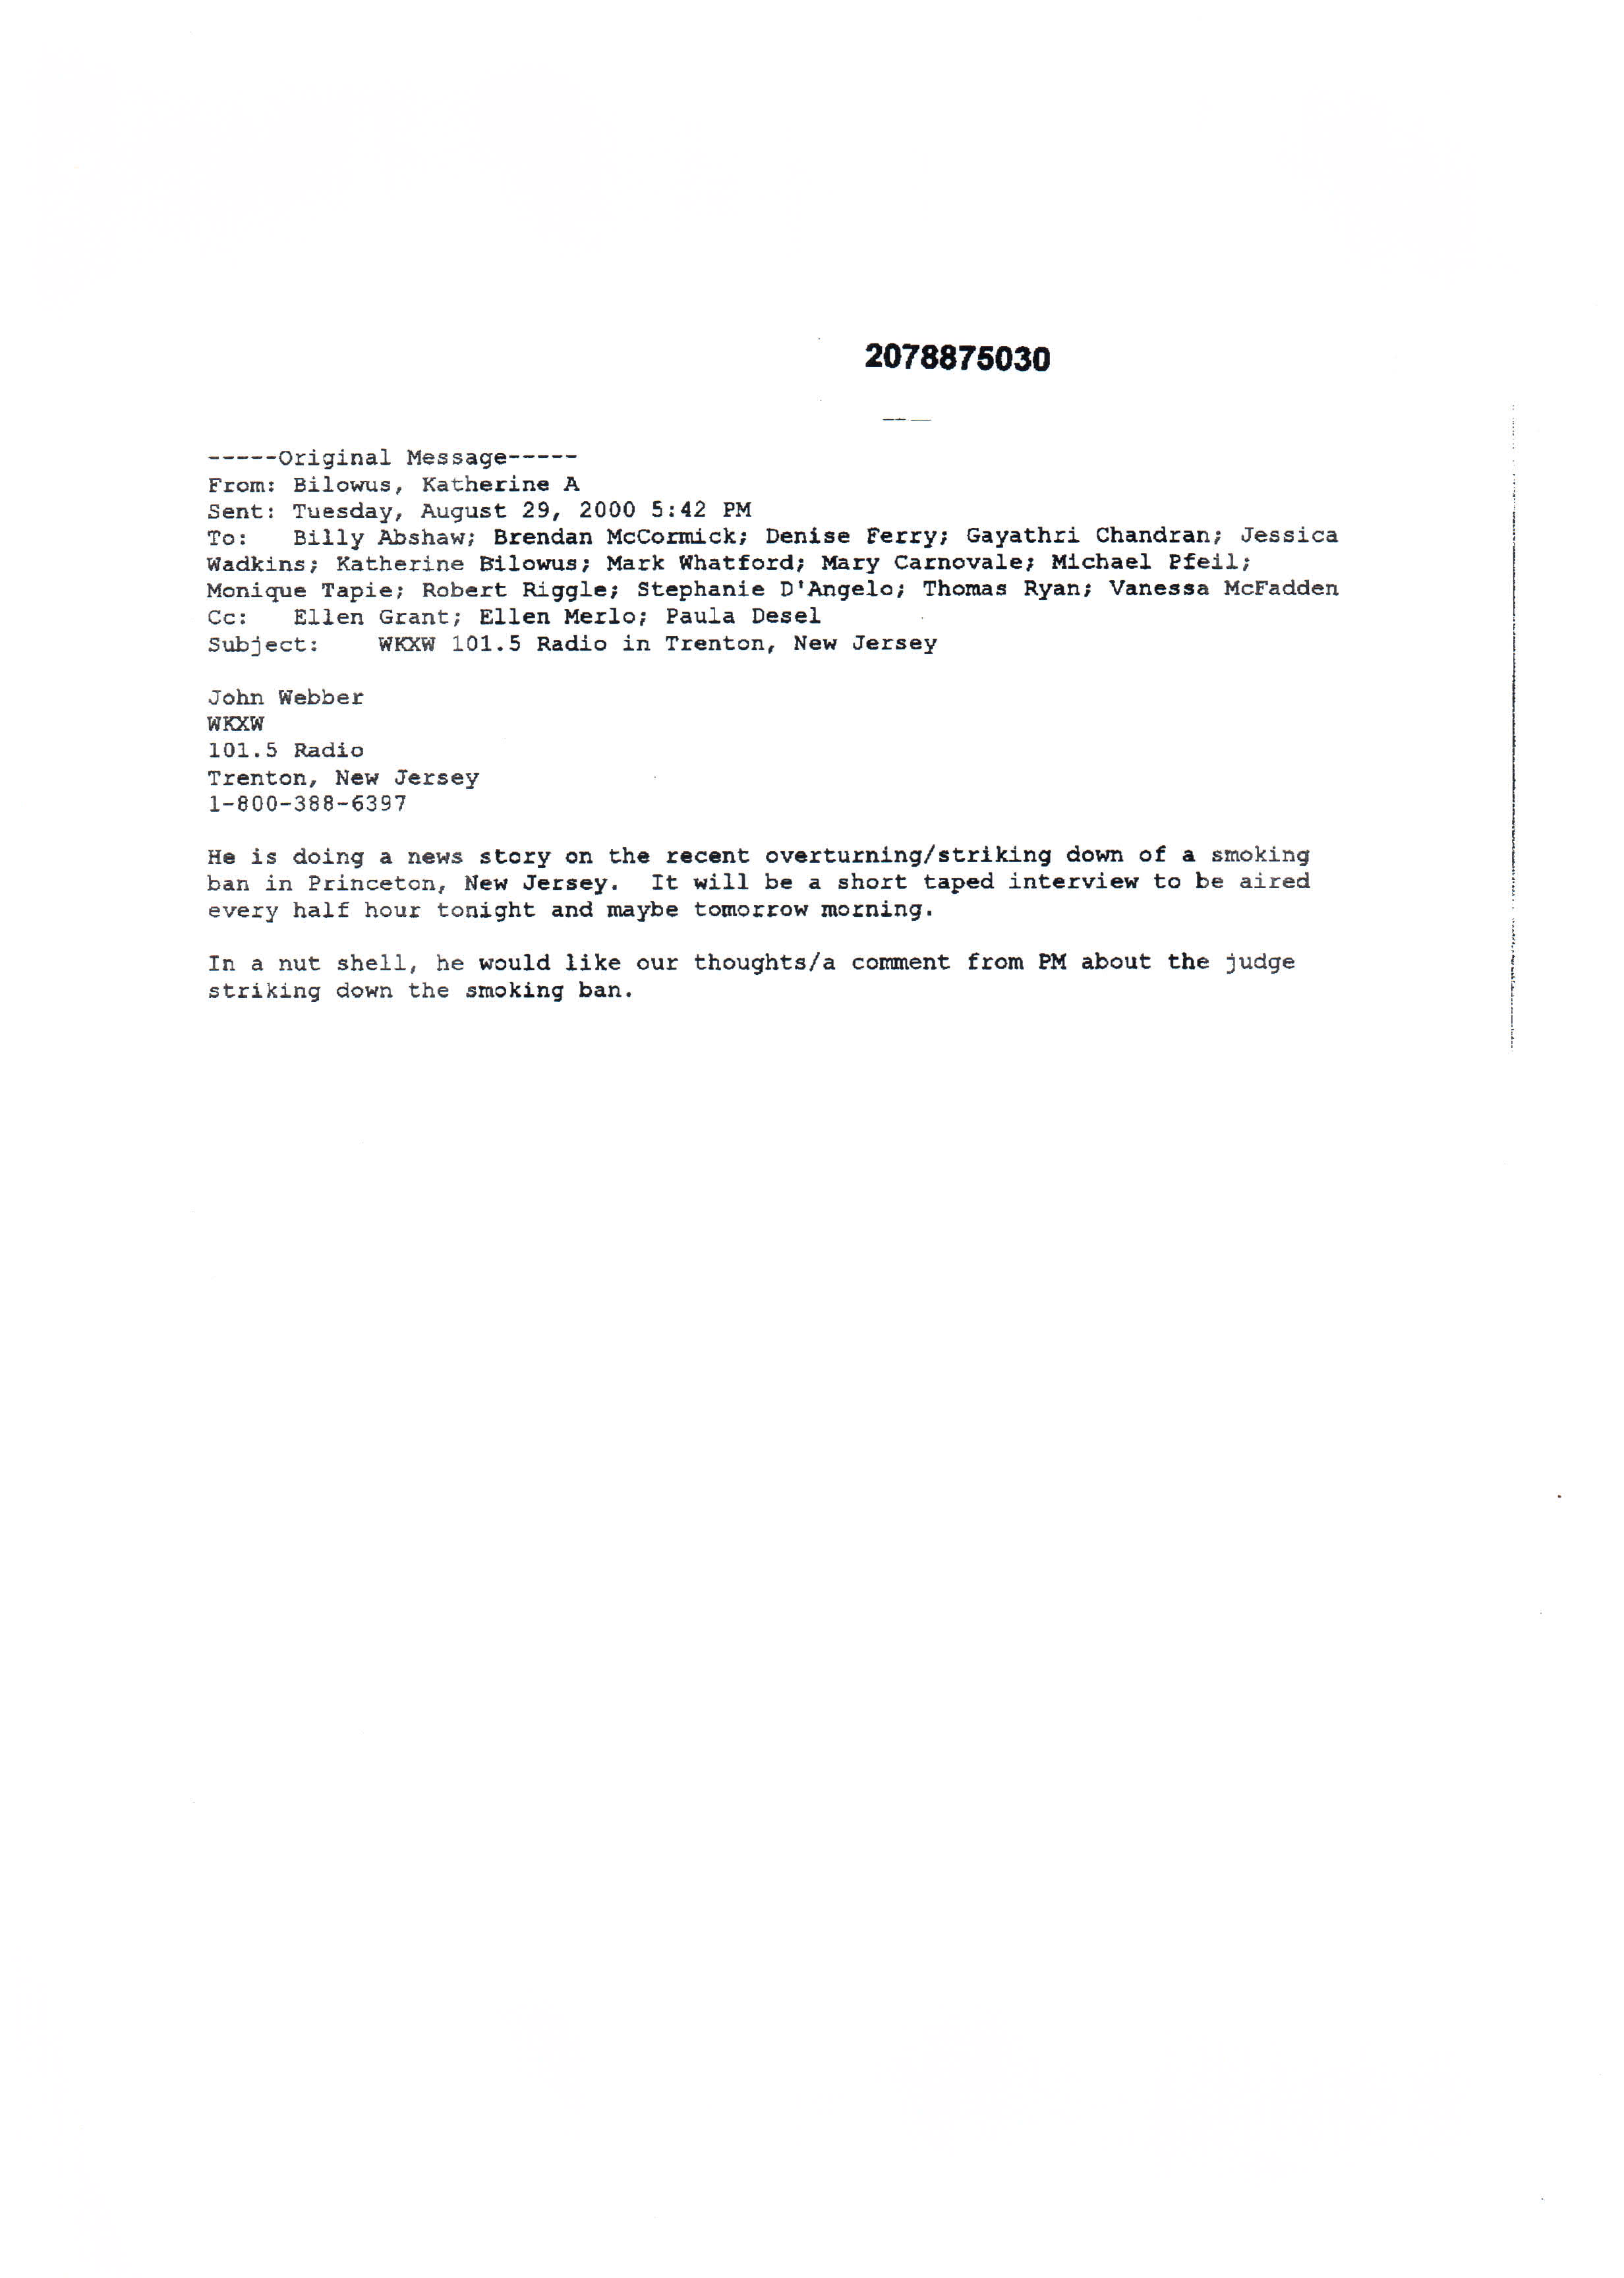 2078875030
-----Original Message-----
From: Bilowus, Katherine A
Sent: Tuesday, August 29, 2000 5:42 PM
To: Billy Abshaw; Brendan McCormick; Denise Ferry; Gayathri Chandran; Jessica
Wadkins; Katherine Bilowus; Mark Whatford; Mary Carnovale; Michael Pfeil;
Monique Tapie; Robert Riggle; Stephanie D'Angelo; Thomas Ryan; Vanessa McFadden
Cc: Ellen Grant; Ellen Merlo; Paula Desel
Subject: WKXW 101.5 Radio in Trenton, New Jersey
John Webber
WKXW
101.5 Radio
Trenton, New Jersey
1-800-388-6397
He is doing a news story on the recent overturning/striking down of a smoking
ban in Princeton, New Jersey. It will be a short taped interview to be aired
every half hour tonight and maybe tomorrow morning.
In a nut shell, he would like our thoughts/a comment from PM about the judge
striking down the smoking ban.